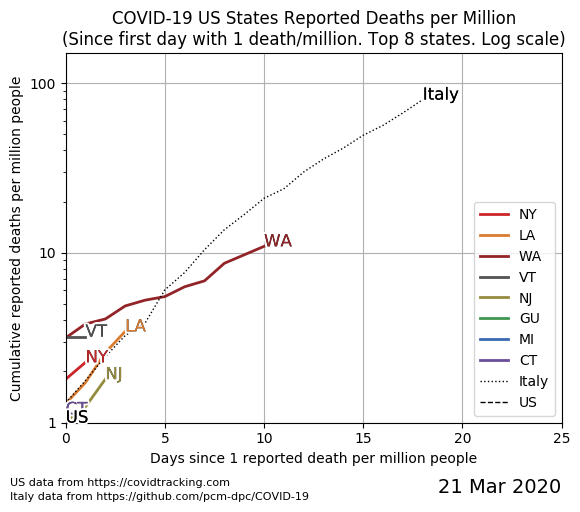 COVID-19 US States Reported Deaths per Million
(Since first day with 1 death/million. Top 8 states. Log scale)
Cumulative reported deaths per million people
100
10
1
Italy
WA
VT
LA
NY
NJ
CT
US
NY
LA
WA
VT
NJ
GU
MI
CT
Italy
US
0 5 10 15 20 25
Days since 1 reported death per million people
US data from https://covidtracking.com
Italy data from https://github.com/pcm-dpc/COVID-19
21 Mar 2020